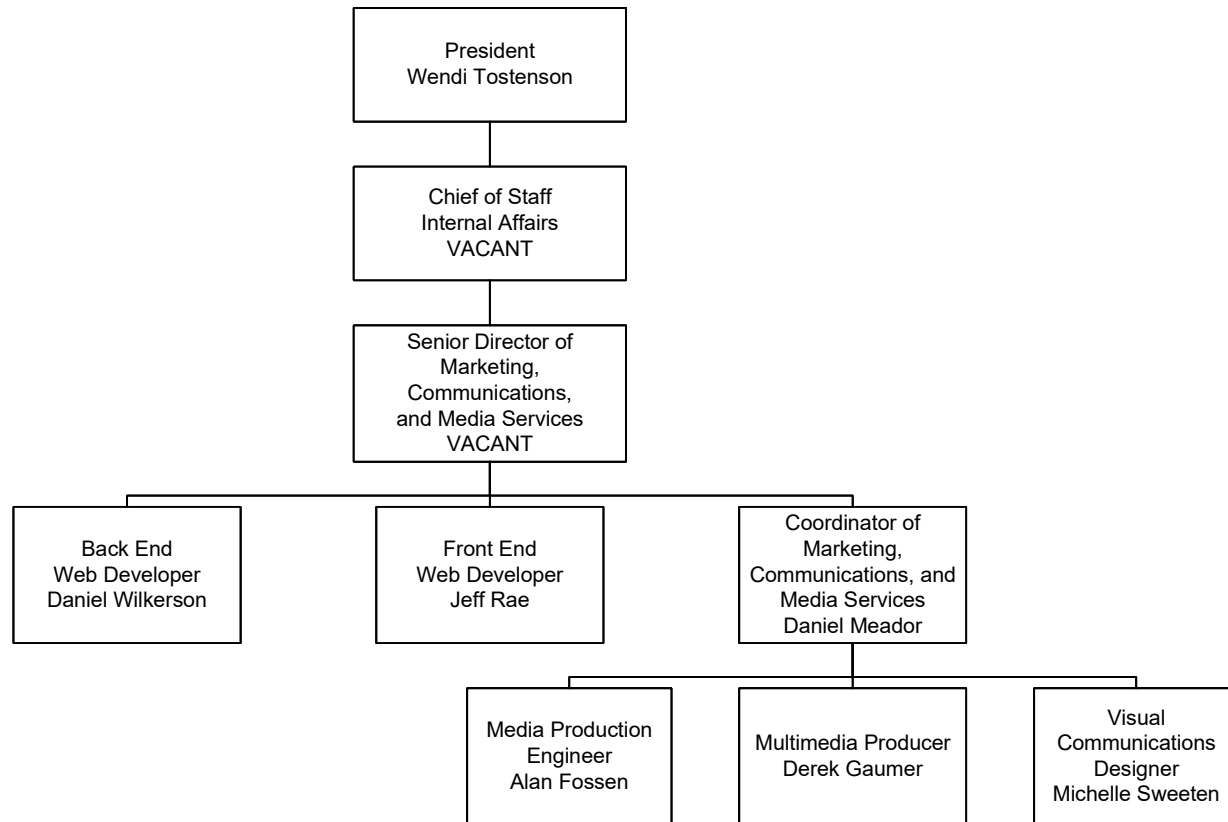 President
Wendi Tostenson
Chief of Staff
Internal Affairs
VACANT
Senior Director of
Marketing,
Communications,
and Media Services
VACANT
Back End
Web Developer
Daniel Wilkerson
Front End
Web Developer
Jeff Rae
Coordinator of
Marketing,
Communications, and
Media Services
Daniel Meador
Media Production
Engineer
Alan Fossen
Multimedia Producer
Derek Gaumer
Visual
Communications
Designer
Michelle Sweeten